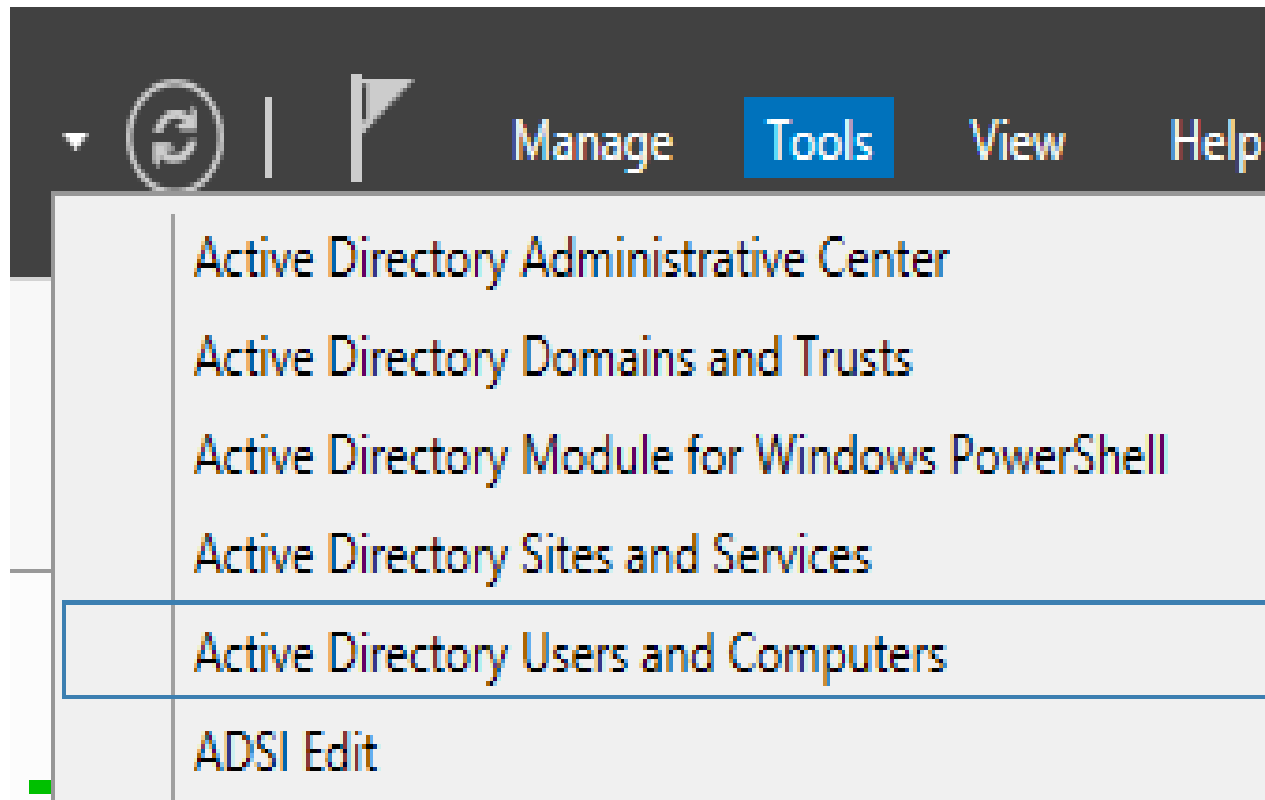 Manage Tools View Help
Active Directory Administrative Center
Active Directory Domains and Trusts
Active Directory Module for Windows PowerShell
Active Directory Sites and Services
Active Directory Users and Computers
ADSI Edit